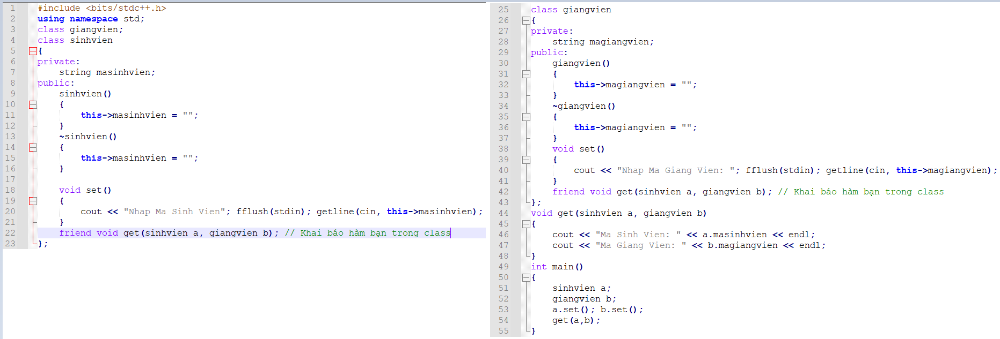 1 #include <bits/stdc++.h>
2 using namespace std;
3 class giangvien;
4 class sinhvien
5 {
6 private:
7 string masinhvien;
8 public:
9 sinhvien()
10 {
11 this->masinhvien = "";
12 }
13 ~sinhvien()
14 {
15 this->masinhvien = "";
16 }
17
18 void set()
19 {
20 cout << "Nhap Ma Sinh Vien"; fflush(stdin); getline(cin, this->masinhvien);
21 }
22 friend void get(sinhvien a, giangvien b); // Khai báo hàm bạn trong class
23 };
25 class giangvien
26 {
27 private:
28 string magiangvien;
29 public:
30 giangvien()
31 {
32 this->magiangvien = "";
33 }
34 ~giangvien()
35 {
36 this->magiangvien = "";
37 }
38 void set()
39 {
40 cout << "Nhap Ma Giang Vien: "; fflush(stdin); getline(cin, this->magiangvien);
41 }
42 friend void get(sinhvien a, giangvien b); // Khai báo hàm bạn trong class
43 };
44 void get(sinhvien a, giangvien b)
45 {
46 cout << "Ma Sinh Vien: " << a.masinhvien << endl;
47 cout << "Ma Giang Vien: " << b.magiangvien << endl;
48 }
49 int main()
50 {
51 sinhvien a;
52 giangvien b;
53 a.set(); b.set();
54 get(a,b);
55 }